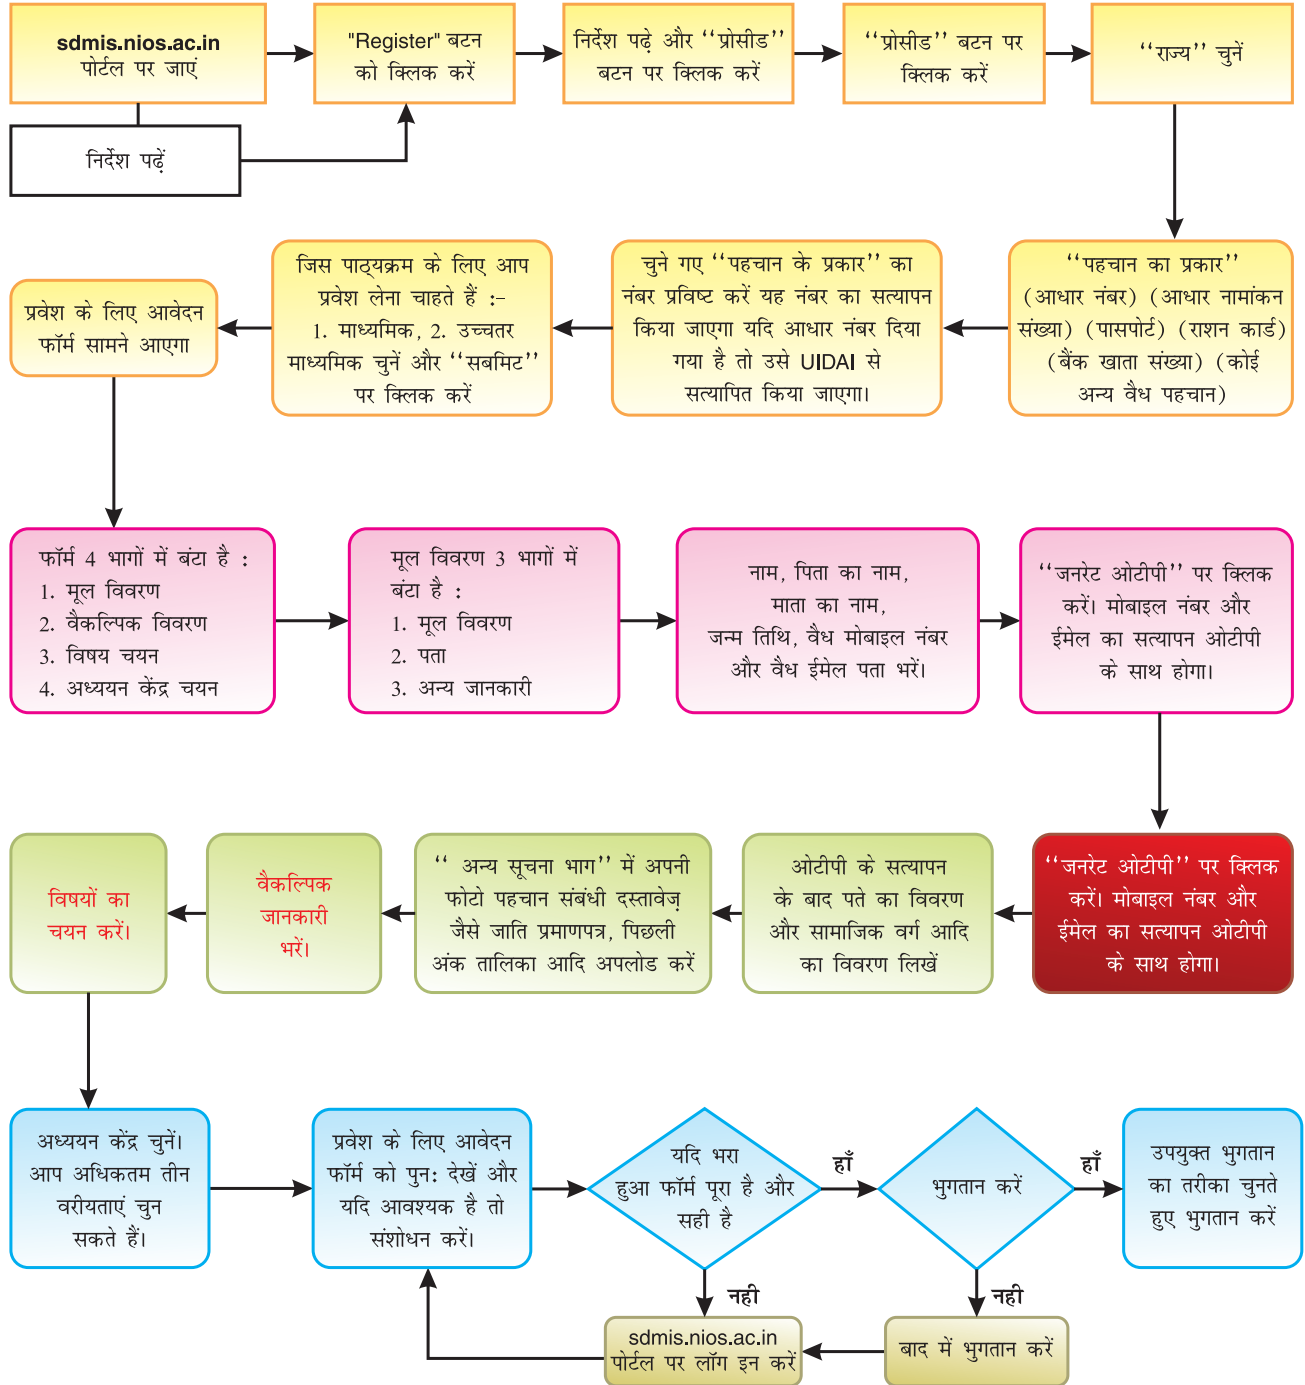 sdmis.nios.ac.in
पोर्टल पर जाएं
"Register" बटन
को क्लिक करें
निर्देश पढ़े और ‘‘प्रोसीड’’
बटन पर क्लिक करें
‘‘प्रोसीड’’ बटन पर
क्लिक करें
‘‘राज्य’’ चुनें
निर्देश पढ़ें
‘‘पहचान का प्रकार’’
(आधार नंबर) (आधार नामांकन
संख्या) (पासपोर्ट) (राशन कार्ड)
(बैंक खाता संख्या) (कोई
अन्य वैध पहचान)
चुने गए ‘‘पहचान के प्रकार’’ का
नंबर प्रविष्ट करें यह नंबर का सत्यापन
किया जाएगा यदि आधार नंबर दिया
गया है तो उसे UIDAI से
सत्यापित किया जाएगा।
जिस पाठ्यक्रम के लिए आप
प्रवेश लेना चाहते हैं :-
1. माध्यमिक, 2. उच्चतर
माध्यमिक चुनें और ‘‘सबमिट’’
पर क्लिक करें
प्रवेश के लिए आवेदन
फॉर्म सामने आएगा
फॉर्म 4 भागों में बंटा है :
1. मूल विवरण
2. वैकल्पिक विवरण
3. विषय चयन
4. अध्ययन केंद्र चयन
मूल विवरण 3 भागों में
बंटा है :
1. मूल विवरण
2. पता
3. अन्य जानकारी
नाम, पिता का नाम,
माता का नाम,
जन्म तिथि, वैध मोबाइल नंबर
और वैध ईमेल पता भरें।
‘‘जनरेट ओटीपी’’ पर क्लिक
करें। मोबाइल नंबर और
ईमेल का सत्यापन ओटीपी
के साथ होगा।
‘‘जनरेट ओटीपी’’ पर क्लिक
करें। मोबाइल नंबर और
ईमेल का सत्यापन ओटीपी
के साथ होगा।
ओटीपी के सत्यापन
के बाद पते का विवरण
और सामाजिक वर्ग आदि
का विवरण लिखें
‘‘ अन्य सूचना भाग’’ में अपनी
फोटो पहचान संबंधी दस्तावेज़
जैसे जाति प्रमाणपत्र, पिछली
अंक तालिका आदि अपलोड करें
वैकल्पिक
जानकारी
भरें।
विषयों का
चयन करें।
अध्ययन केंद्र चुनें।
आप अधिकतम तीन
वरीयताएं चुन
सकते हैं।
प्रवेश के लिए आवेदन
फॉर्म को पुन: देखें और
यदि आवश्यक है तो
संशोधन करें।
यदि भरा
हुआ फॉर्म पूरा है और
सही है
हाँ
भुगतान करें
हाँ
उपयुक्त भुगतान
का तरीका चुनते
हुए भुगतान करें
नही
नही
sdmis.nios.ac.in
पोर्टल पर लॉग इन करें
बाद में भुगतान करें